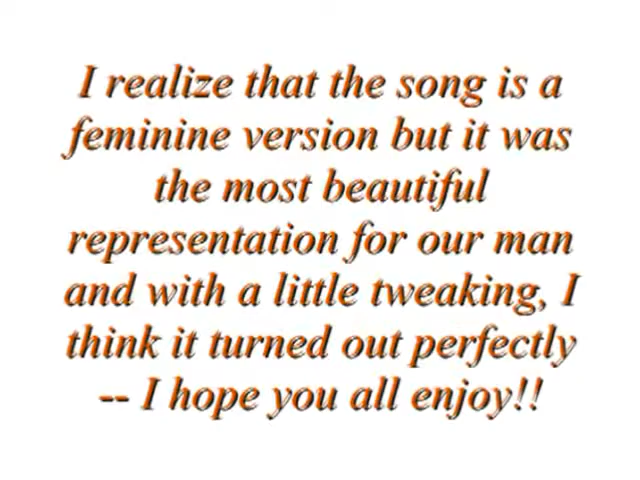 I realize that the song is a
feminine version but it was
the most beautiful
representation for our man
and with a little tweaking, I
think it turned out perfectly
-- I hope you all enjoy!!